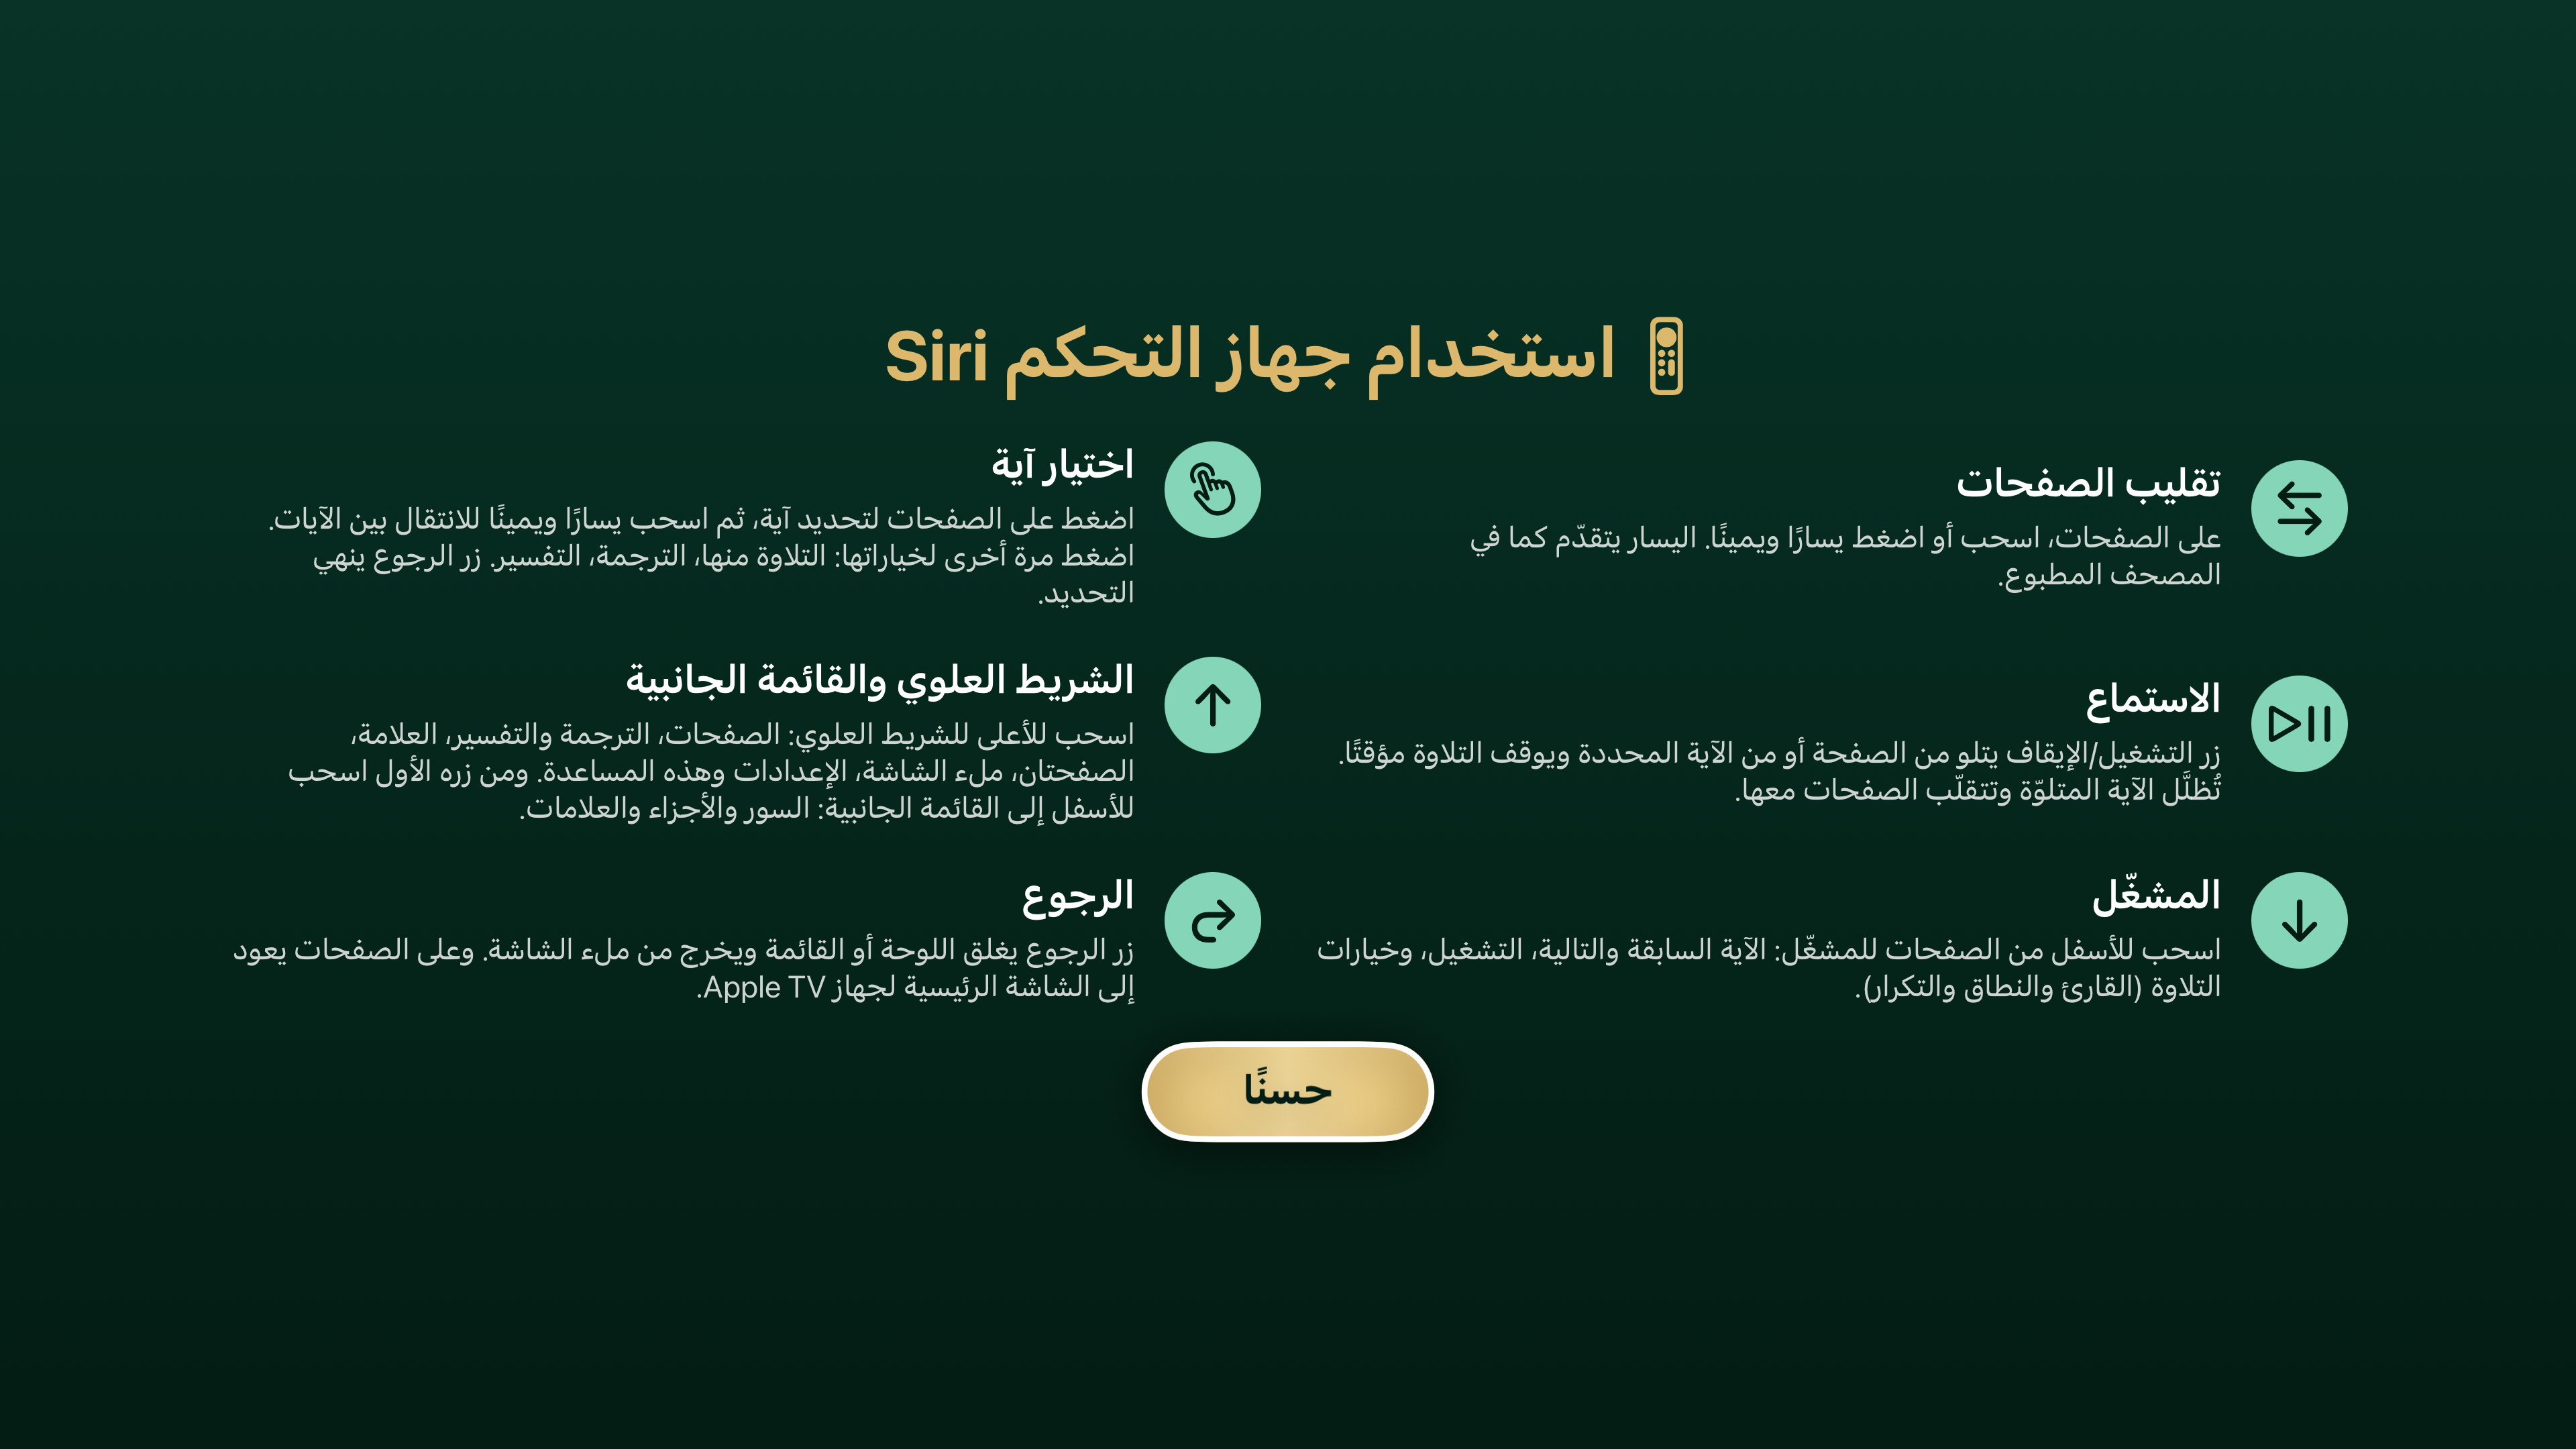 استخدام جهاز التحكم Siri
تقليب الصفحات
على الصفحات، اسحب أو اضغط يسارًا ويمينًا. اليسار يتقدّم كما في
المصحف المطبوع.
اختيار آية
اضغط على الصفحات لتحديد آية، ثم اسحب يسارًا ويمينًا للانتقال بين الآيات.
اضغط مرة أخرى لخياراتها: التلاوة منها، الترجمة، التفسير. زر الرجوع ينهي
التحديد.
الاستماع
زر التشغيل/الإيقاف يتلو من الصفحة أو من الآية المحددة ويوقف التلاوة مؤقتًا.
تُظلَّل الآية المتلوّة وتتقلّب الصفحات معها.
الشريط العلوي والقائمة الجانبية
اسحب للأعلى للشريط العلوي: الصفحات، الترجمة والتفسير، العلامة،
الصفحتان، ملء الشاشة، الإعدادات وهذه المساعدة. ومن زره الأول اسحب
للأسفل إلى القائمة الجانبية: السور والأجزاء والعلامات.
المشغّل
اسحب للأسفل من الصفحات للمشغّل: الآية السابقة والتالية، التشغيل، وخيارات
التلاوة (القارئ والنطاق والتكرار).
الرجوع
زر الرجوع يغلق اللوحة أو القائمة ويخرج من ملء الشاشة. وعلى الصفحات يعود
إلى الشاشة الرئيسية لجهاز Apple TV.
حسنًا